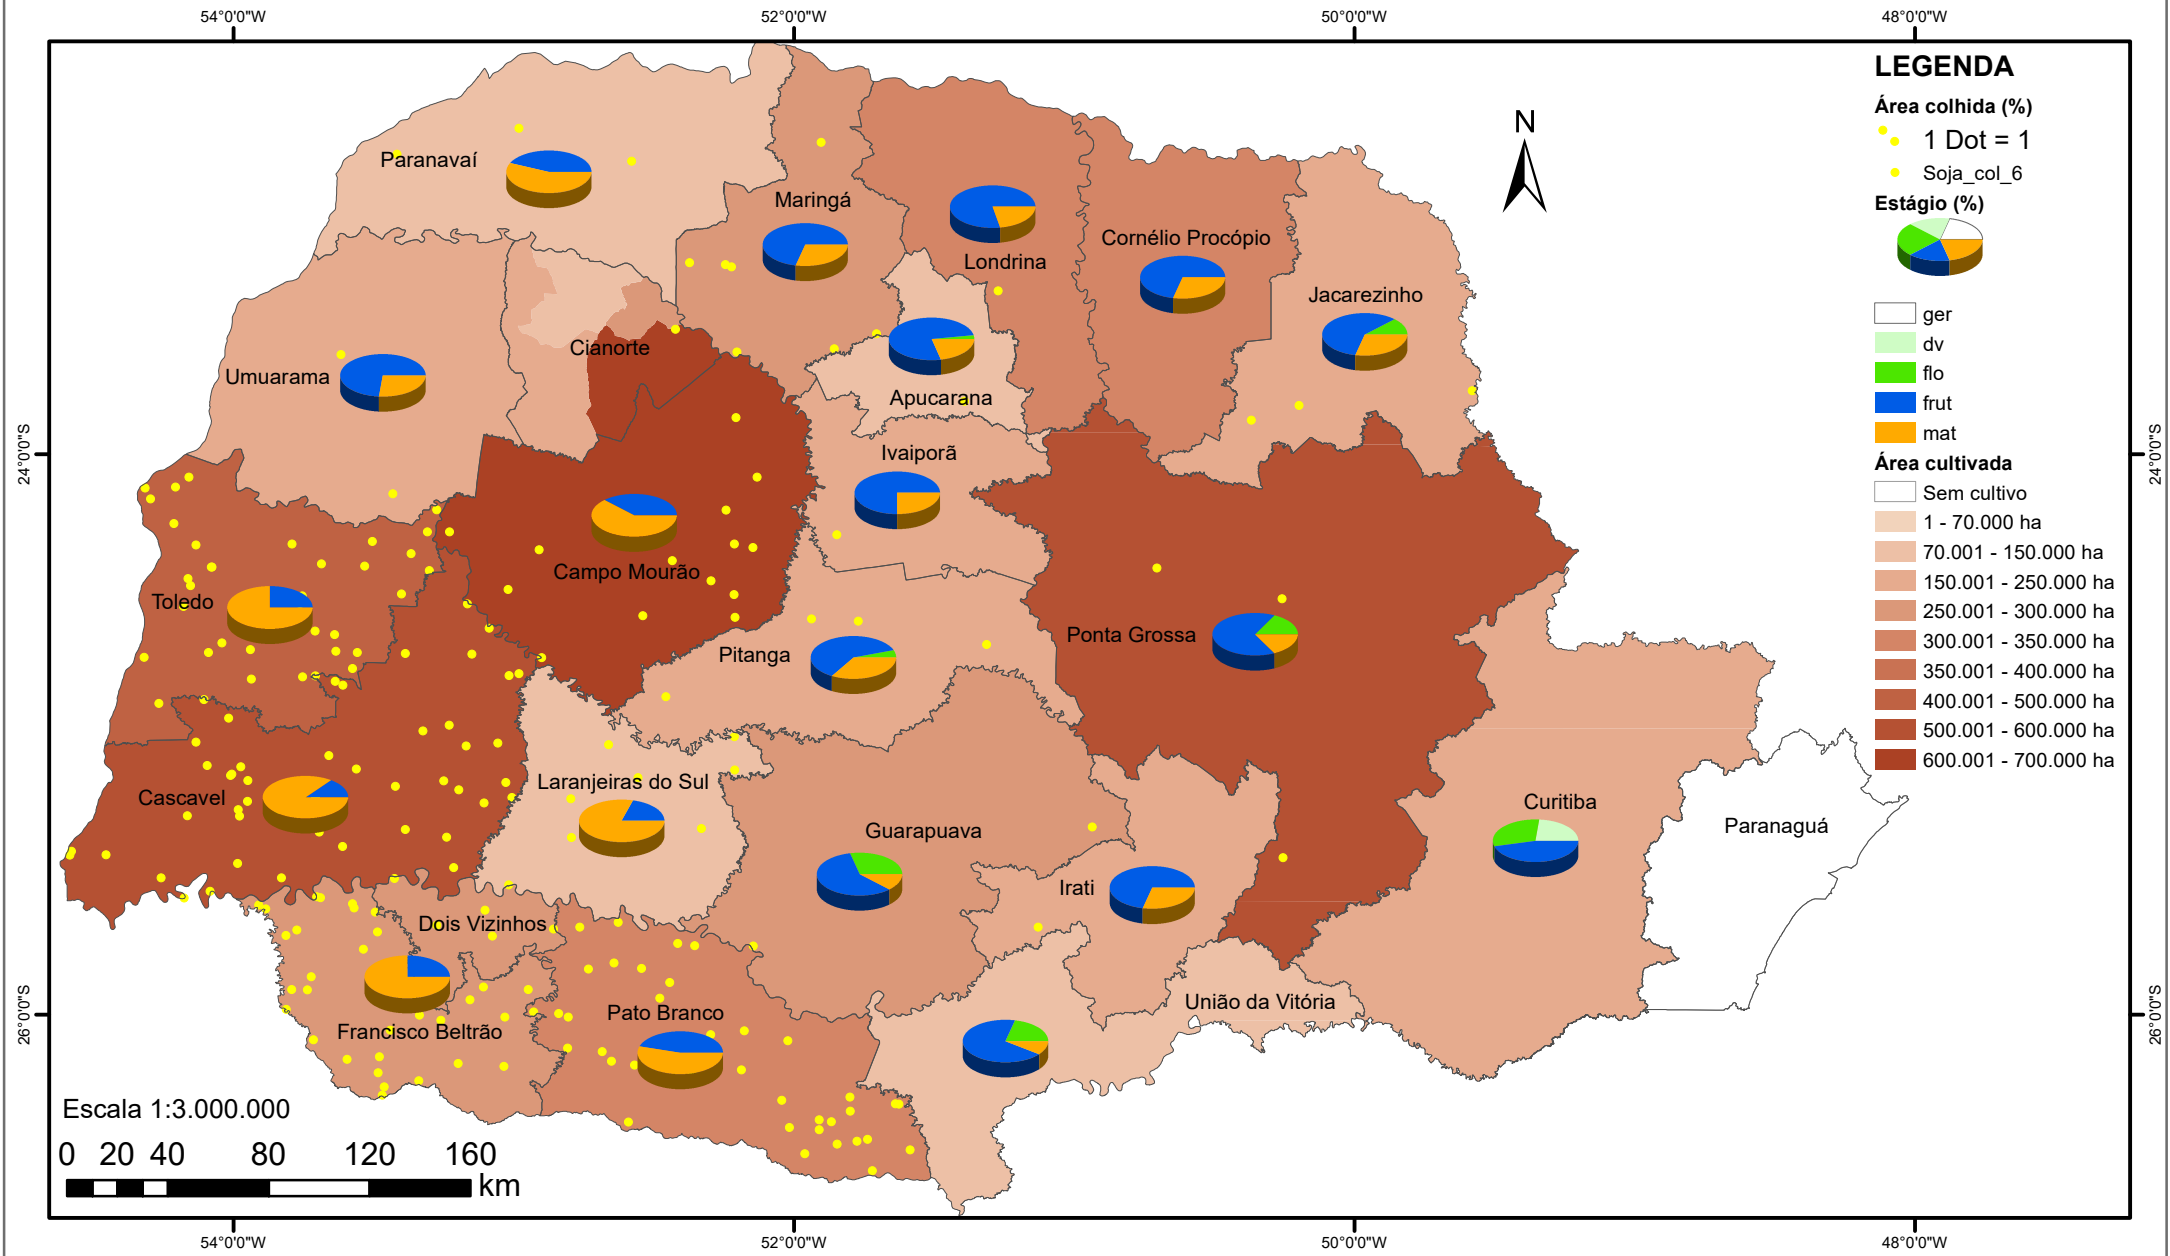 54°0'0"W
52°0'0"W
50°0'0"W
48°0'0"W
LEGENDA
Área colhida (%)
1 Dot = 1
Soja_col_6
Estágio (%)
ger
dv
flo
frut
mat
Área cultivada
Sem cultivo
1 - 70.000 ha
70.001 - 150.000 ha
150.001 - 250.000 ha
250.001 - 300.000 ha
300.001 - 350.000 ha
350.001 - 400.000 ha
400.001 - 500.000 ha
500.001 - 600.000 ha
600.001 - 700.000 ha
N
Paranavaí
Maringá
Londrina
Cornélio Procópio
Jacarezinho
Cianorte
Umuarama
Apucarana
Ivaiporã
24°0'0"S
24°0'0"S
Campo Mourão
Toledo
Ponta Grossa
Pitanga
Laranjeiras do Sul
Cascavel
Curitiba
Paranaguá
Guarapuava
Irati
Dois Vizinhos
União da Vitória
Pato Branco
Francisco Beltrão
26°0'0"S
26°0'0"S
Escala 1:3.000.000
0 20 40 80 120 160
km
54°0'0"W
52°0'0"W
50°0'0"W
48°0'0"W